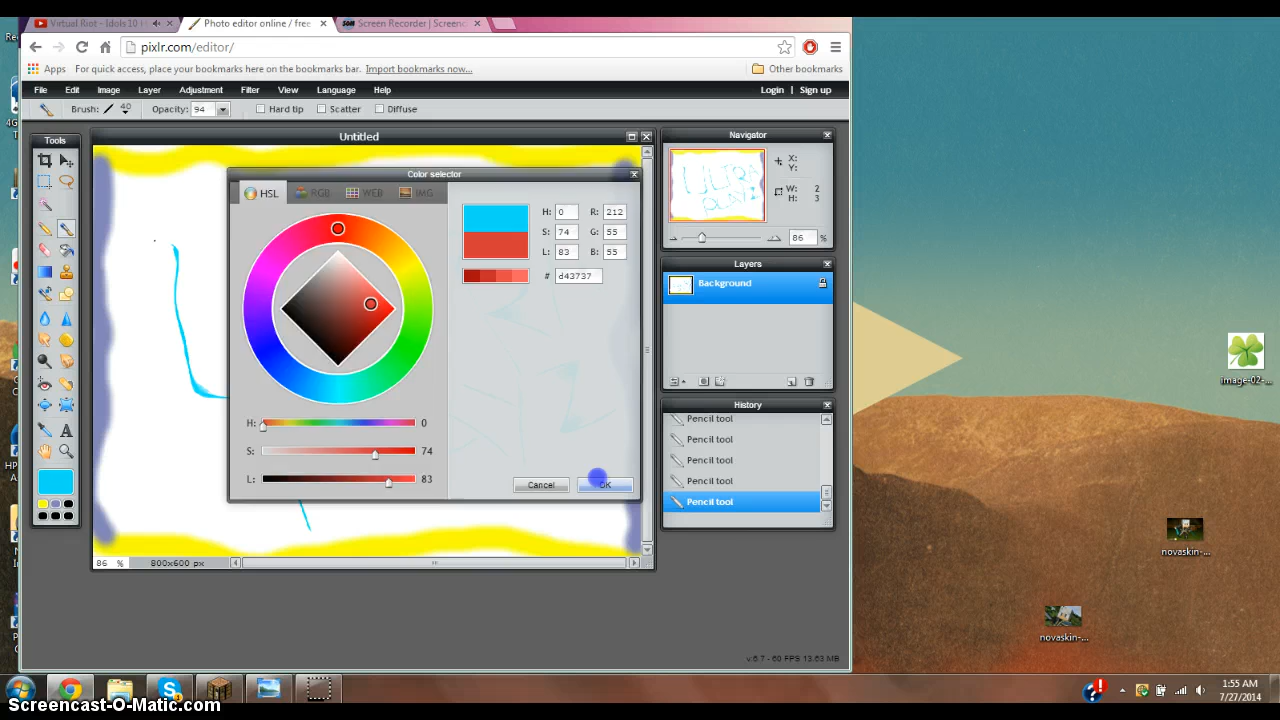 Virtual Riot - Idols 10
Photo editor online / free
Screen Recorder | Screenc
pixlr.com/editor/
Apps For quick access, place your bookmarks here on the bookmarks bar. Import bookmarks now... Other bookmarks
File Edit Image Layer Adjustment Filter View Language Help Login | Sign up
Brush: 40 Opacity: 94 Hard tip Scatter Diffuse
Tools
Untitled
Navigator
ULTRA
PLAY!
X:
Y:
W: 2
H: 3
86 %
Color selector
HSL RGB WEB IMG
H: 0 R: 212
S: 74 G: 55
L: 83 B: 55
# d43737
H: 0
S: 74
L: 83
Cancel OK
Layers
Background
History
Pencil tool
Pencil tool
Pencil tool
Pencil tool
Pencil tool
86 % 800x600 px
v:6.7 - 60 FPS 13.63 MB
image-02-...
novaskin-...
novaskin-...
4G
HP
1:55 AM
7/27/2014
Screencast-O-Matic.com